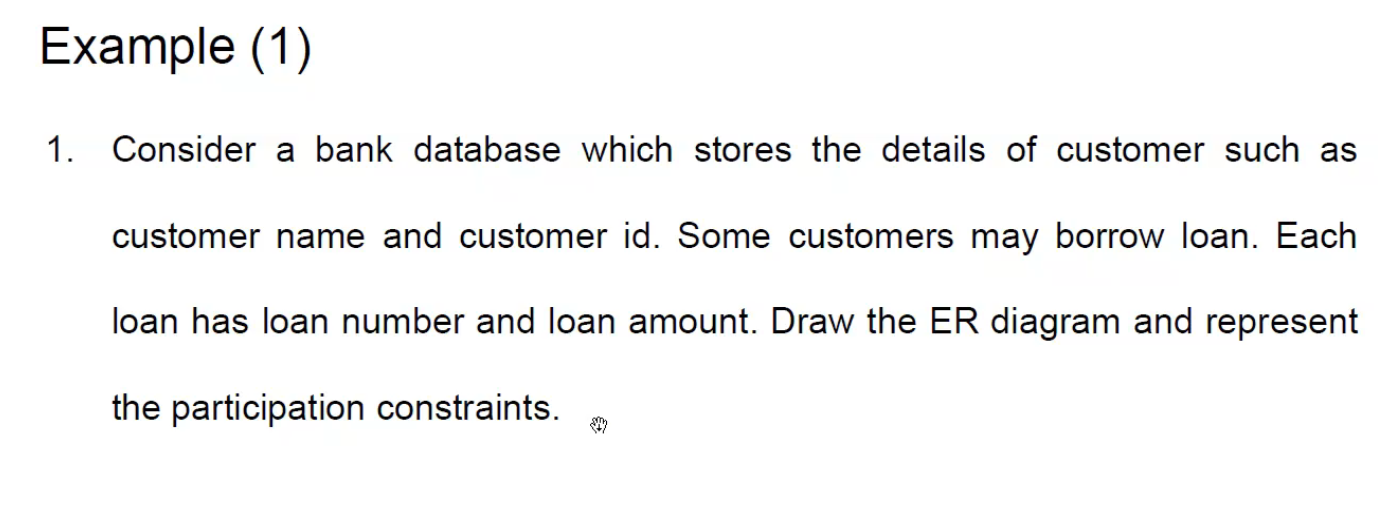 Example (1)
1. Consider a bank database which stores the details of customer such as
customer name and customer id. Some customers may borrow loan. Each
loan has loan number and loan amount. Draw the ER diagram and represent
the participation constraints.